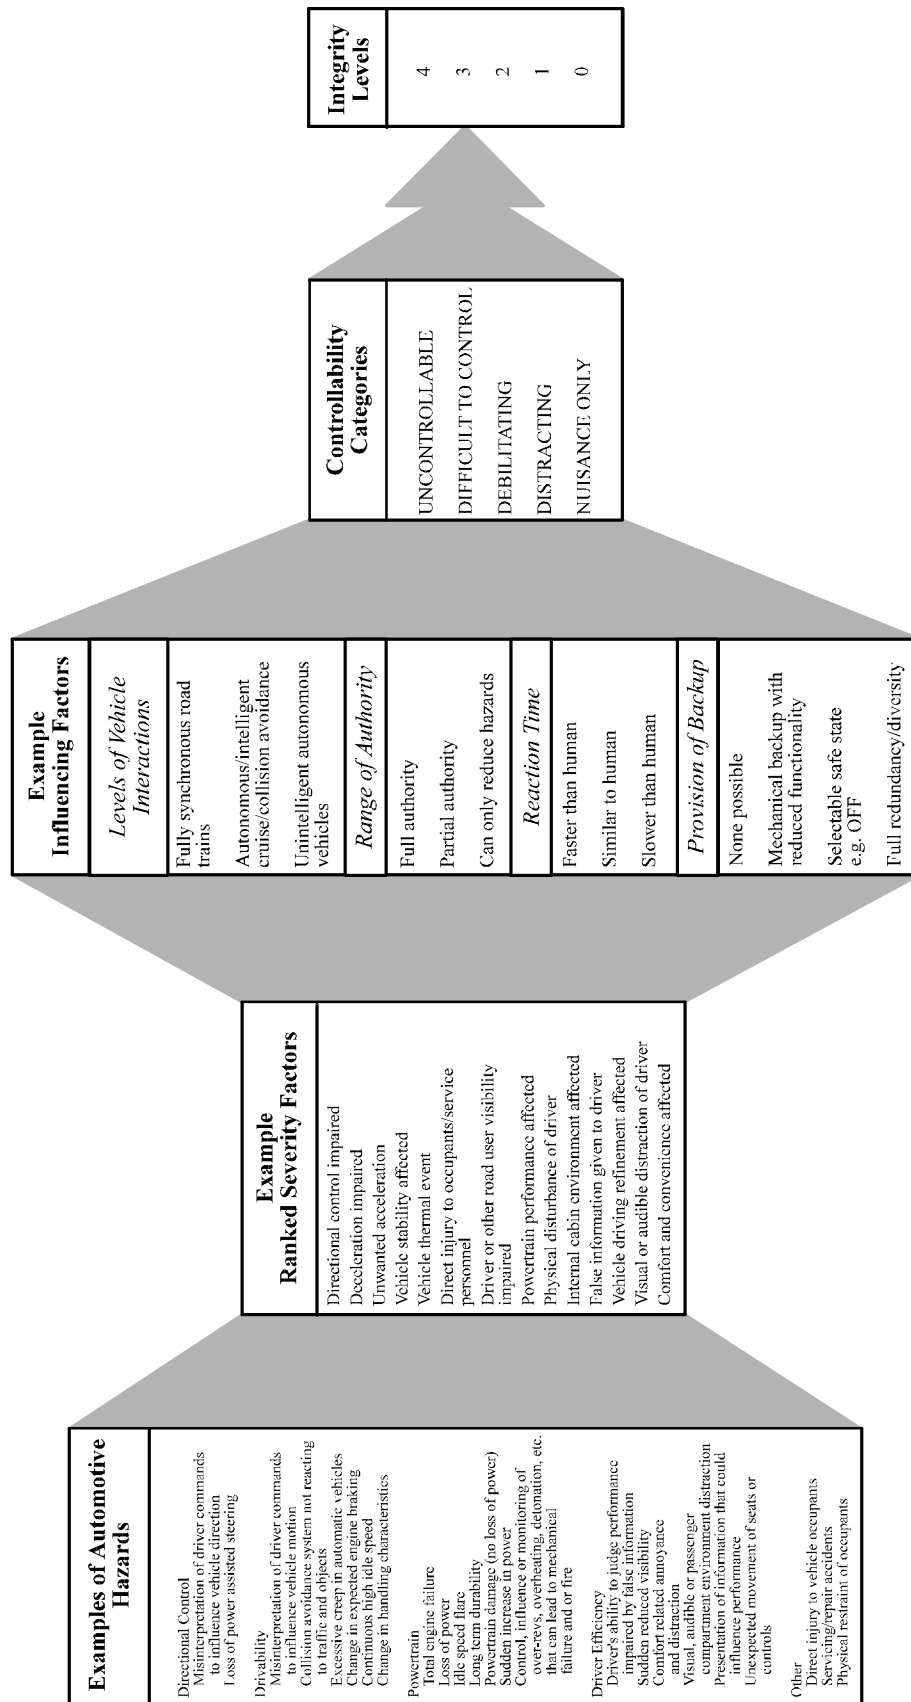 Examples of Automotive
Hazards
Directional Control
Misinterpretation of driver commands
to influence vehicle direction
Loss of power assisted steering
Drivability
Misinterpretation of driver commands
to influence vehicle motion
Collision avoidance system not reacting
to traffic and objects
Excessive creep in automatic vehicles
Change in expected engine braking
Continuous high idle speed
Change in handling characteristics
Powertrain
Total engine failure
Loss of power
Idle speed flare
Long term durability
Powertrain damage (no loss of power)
Sudden increase in power
Control, influence or monitoring of
over-revs, overheating, detonation, etc.
that can lead to mechanical
failure and or fire
Driver Efficiency
Driver's ability to judge performance
impaired by false information
Sudden reduced visibility
Comfort related annoyance
and distraction
Visual, audible or passenger
compartment environment distraction
Presentation of information that could
influence performance
Unexpected movement of seats or
controls
Other
Direct injury to vehicle occupants
Servicing/repair accidents
Physical restraint of occupants
Example
Ranked Severity Factors
Directional control impaired
Deceleration impaired
Unwanted acceleration
Vehicle stability affected
Vehicle thermal event
Direct injury to occupants/service
personnel
Driver or other road user visibility
impaired
Powertrain performance affected
Physical disturbance of driver
Internal cabin environment affected
False information given to driver
Vehicle driving refinement affected
Visual or audible distraction of driver
Comfort and convenience affected
Example
Influencing Factors
Levels of Vehicle
Interactions
Fully synchronous road
trains
Autonomous/intelligent
cruise/collision avoidance
Unintelligent autonomous
vehicles
Range of Authority
Full authority
Partial authority
Can only reduce hazards
Reaction Time
Faster than human
Similar to human
Slower than human
Provision of Backup
None possible
Mechanical backup with
reduced functionality
Selectable safe state
e.g. OFF
Full redundancy/diversity
Controllability
Categories
UNCONTROLLABLE
DIFFICULT TO CONTROL
DEBILITATING
DISTRACTING
NUISANCE ONLY
Integrity
Levels
4
3
2
1
0